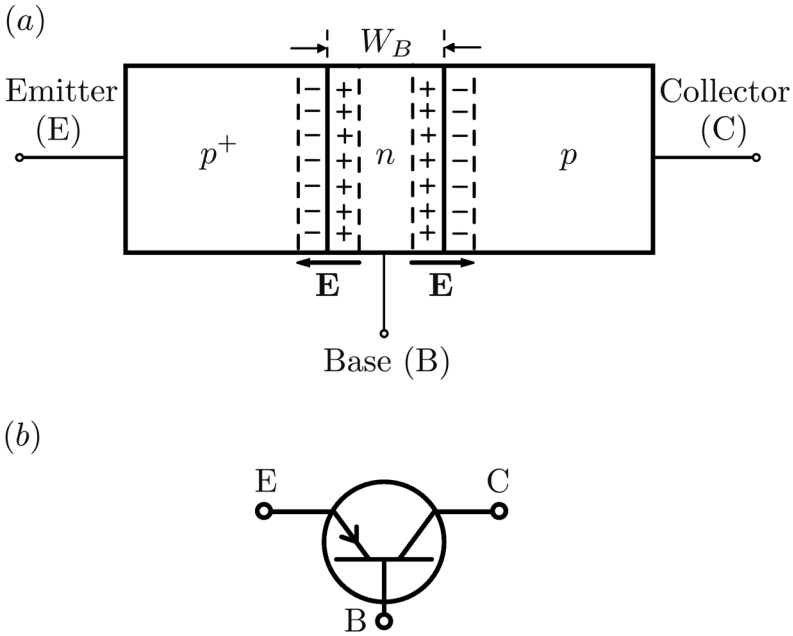 (a)
W_B
Emitter
(E)
Collector
(C)
p⁺
n
p
− + + −
− + + −
− + + −
− + + −
− + + −
− + + −
− + + −
E E
Base (B)
(b)
E C
B